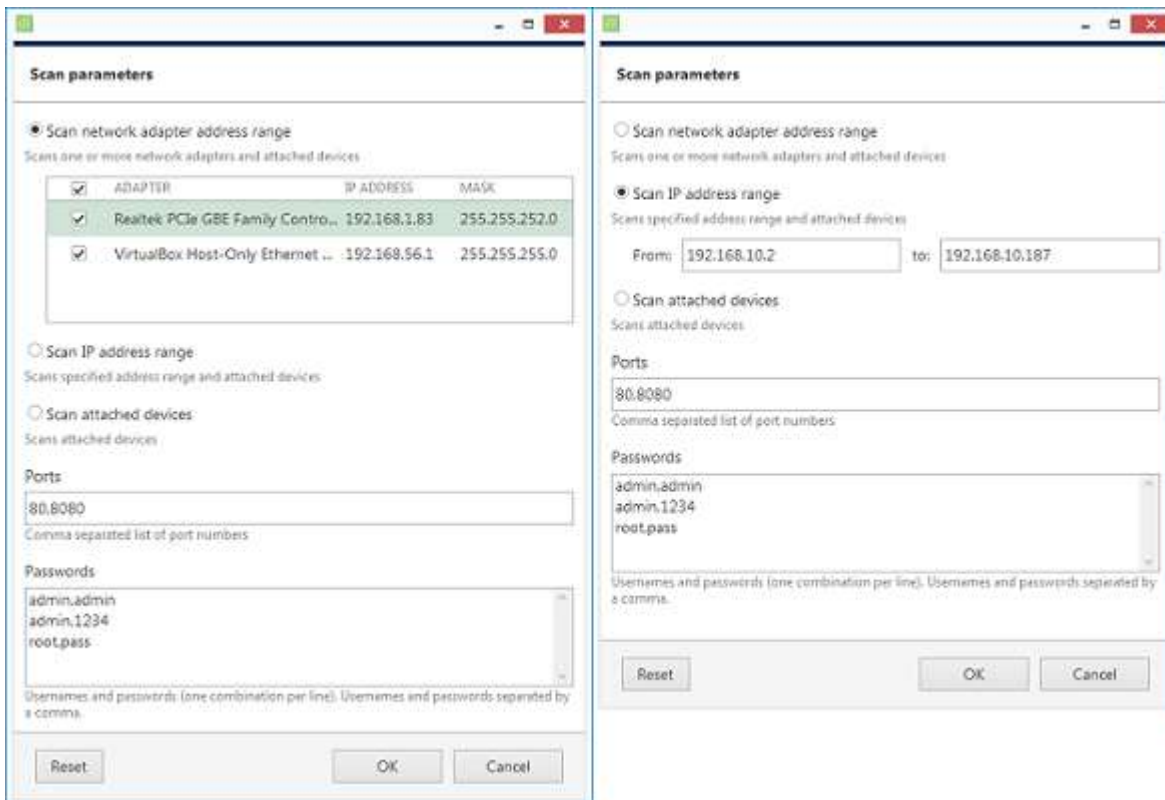 Scan parameters
Scan network adapter address range
Scans one or more network adapters and attached devices
ADAPTER IP ADDRESS MASK
Realtek PCIe GBE Family Contro... 192.168.1.83 255.255.252.0
VirtualBox Host-Only Ethernet ... 192.168.56.1 255.255.255.0
Scan IP address range
Scans specified address range and attached devices
Scan attached devices
Scans attached devices
Ports
80,8080
Comma separated list of port numbers
Passwords
admin,admin
admin,1234
root,pass
Usernames and passwords (one combination per line). Usernames and passwords separated by
a comma.
Reset OK Cancel
Scan parameters
Scan network adapter address range
Scans one or more network adapters and attached devices
Scan IP address range
Scans specified address range and attached devices
From: 192.168.10.2 to: 192.168.10.187
Scan attached devices
Scans attached devices
Ports
80,8080
Comma separated list of port numbers
Passwords
admin,admin
admin,1234
root,pass
Usernames and passwords (one combination per line). Usernames and passwords separated by
a comma.
Reset OK Cancel